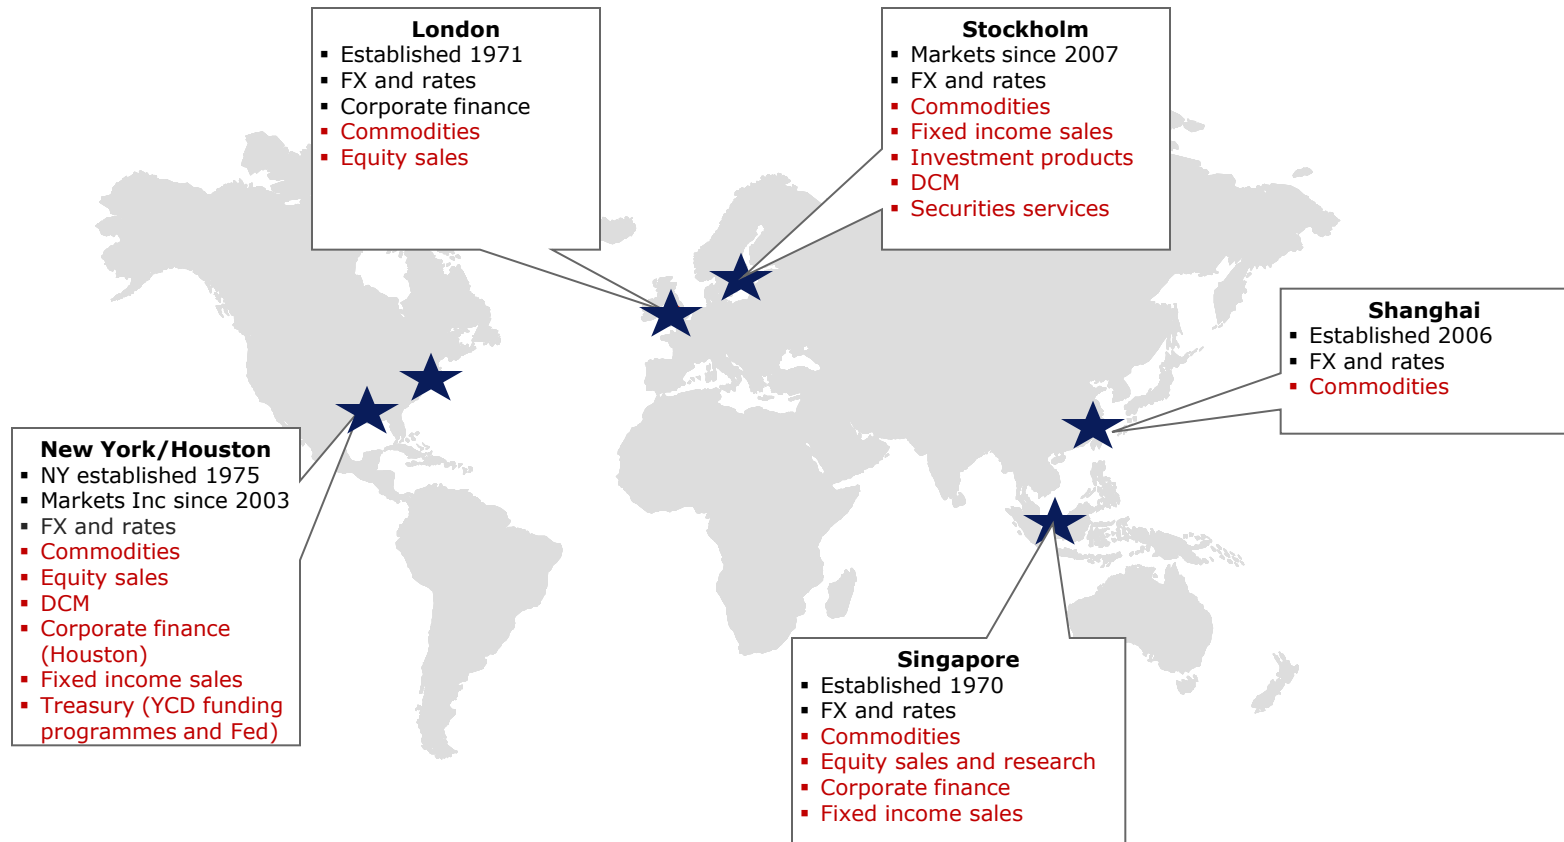 London
▪ Established 1971
▪ FX and rates
▪ Corporate finance
▪ Commodities
▪ Equity sales
Stockholm
▪ Markets since 2007
▪ FX and rates
▪ Commodities
▪ Fixed income sales
▪ Investment products
▪ DCM
▪ Securities services
Shanghai
▪ Established 2006
▪ FX and rates
▪ Commodities
New York/Houston
▪ NY established 1975
▪ Markets Inc since 2003
▪ FX and rates
▪ Commodities
▪ Equity sales
▪ DCM
▪ Corporate finance
(Houston)
▪ Fixed income sales
▪ Treasury (YCD funding
programmes and Fed)
Singapore
▪ Established 1970
▪ FX and rates
▪ Commodities
▪ Equity sales and research
▪ Corporate finance
▪ Fixed income sales